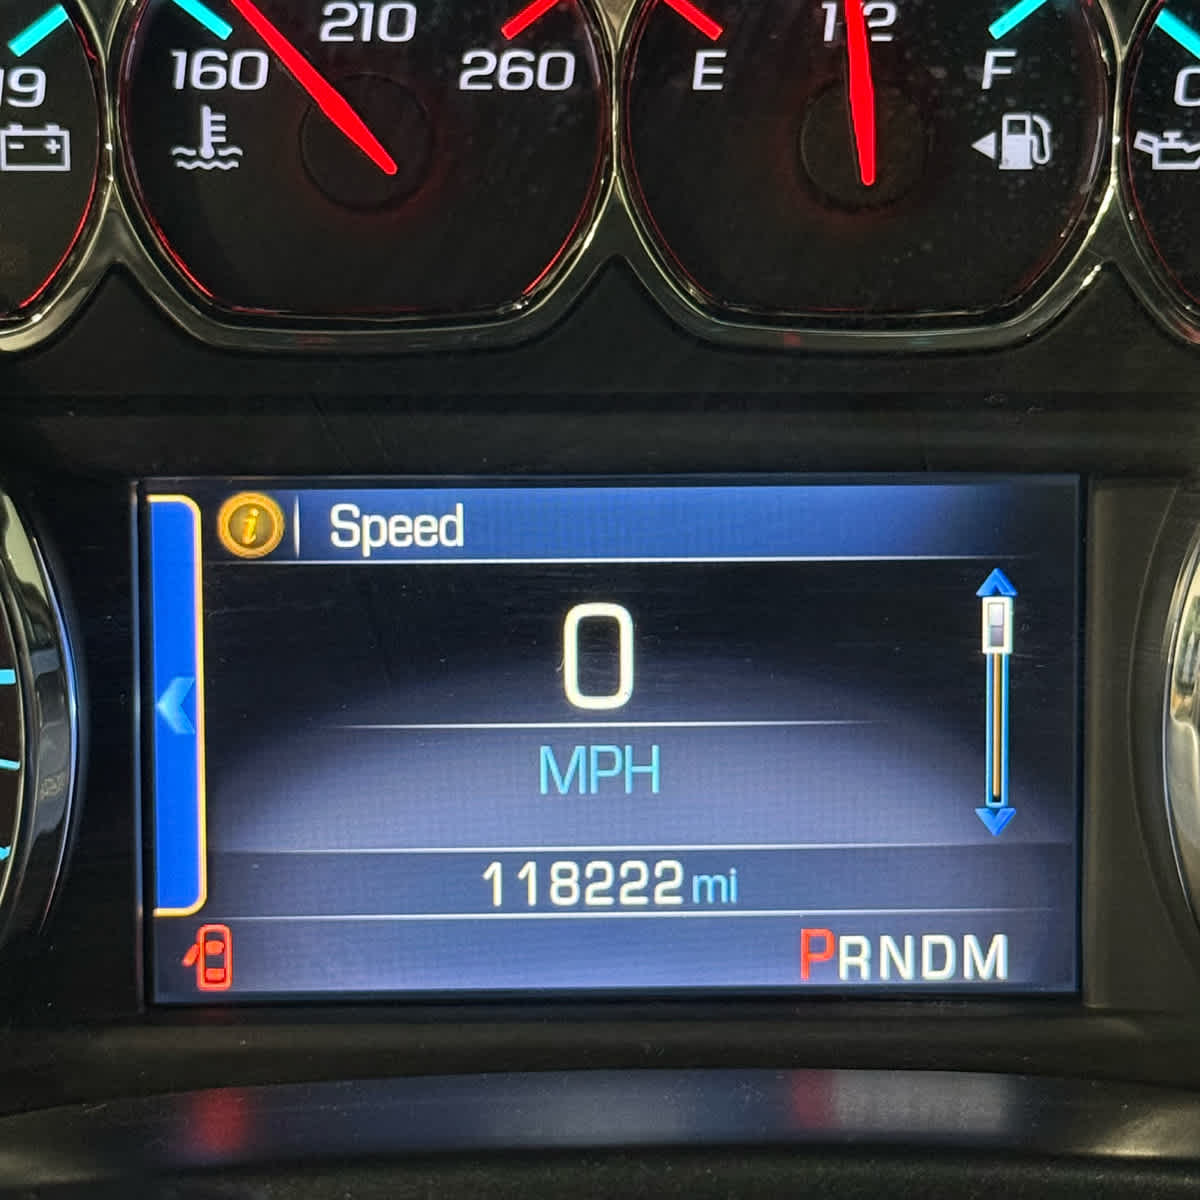 210
1/2
19 160 260 E F
Speed
0
MPH
118222 mi
PRNDM